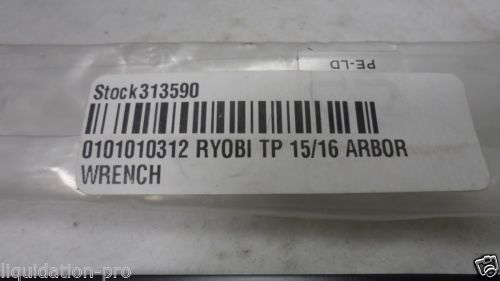 PE-LD
Stock313590
0101010312 RYOBI TP 15/16 ARBOR
WRENCH
liquidation-pro